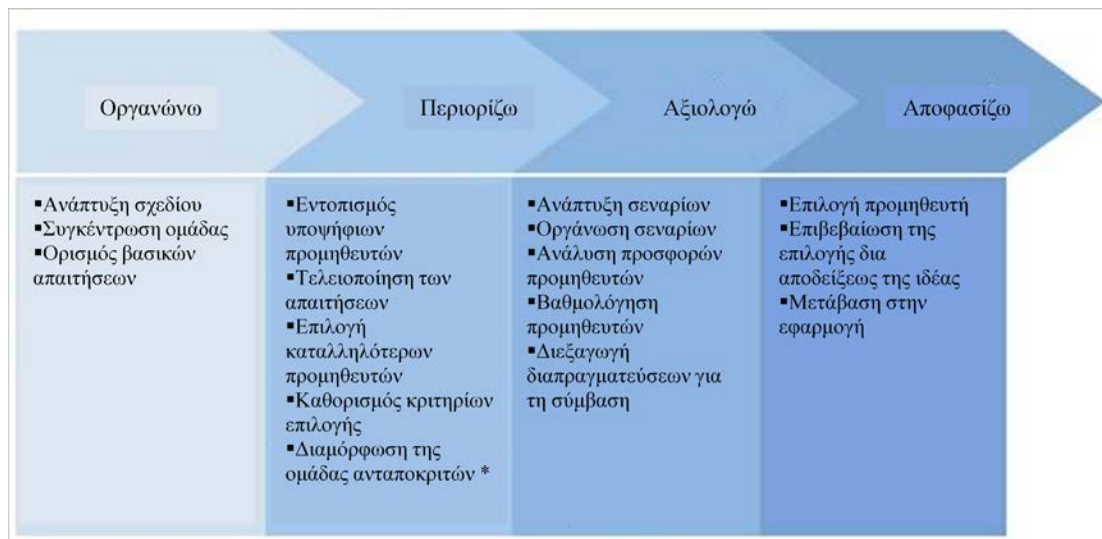 Οργανώνω
Περιορίζω
Αξιολογώ
Αποφασίζω
▪Ανάπτυξη σχεδίου
▪Συγκέντρωση ομάδας
▪Ορισμός βασικών
απαιτήσεων
▪Εντοπισμός
υποψήφιων
προμηθευτών
▪Τελειοποίηση των
απαιτήσεων
▪Επιλογή
καταλληλότερων
προμηθευτών
▪Καθορισμός κριτηρίων
επιλογής
▪Διαμόρφωση της
ομάδας ανταποκριτών *
▪Ανάπτυξη σεναρίων
▪Οργάνωση σεναρίων
▪Ανάλυση προσφορών
προμηθευτών
▪Βαθμολόγηση
προμηθευτών
▪Διεξαγωγή
διαπραγματεύσεων για
τη σύμβαση
▪Επιλογή προμηθευτή
▪Επιβεβαίωση της
επιλογής δια
αποδείξεως της ιδέας
▪Μετάβαση στην
εφαρμογή